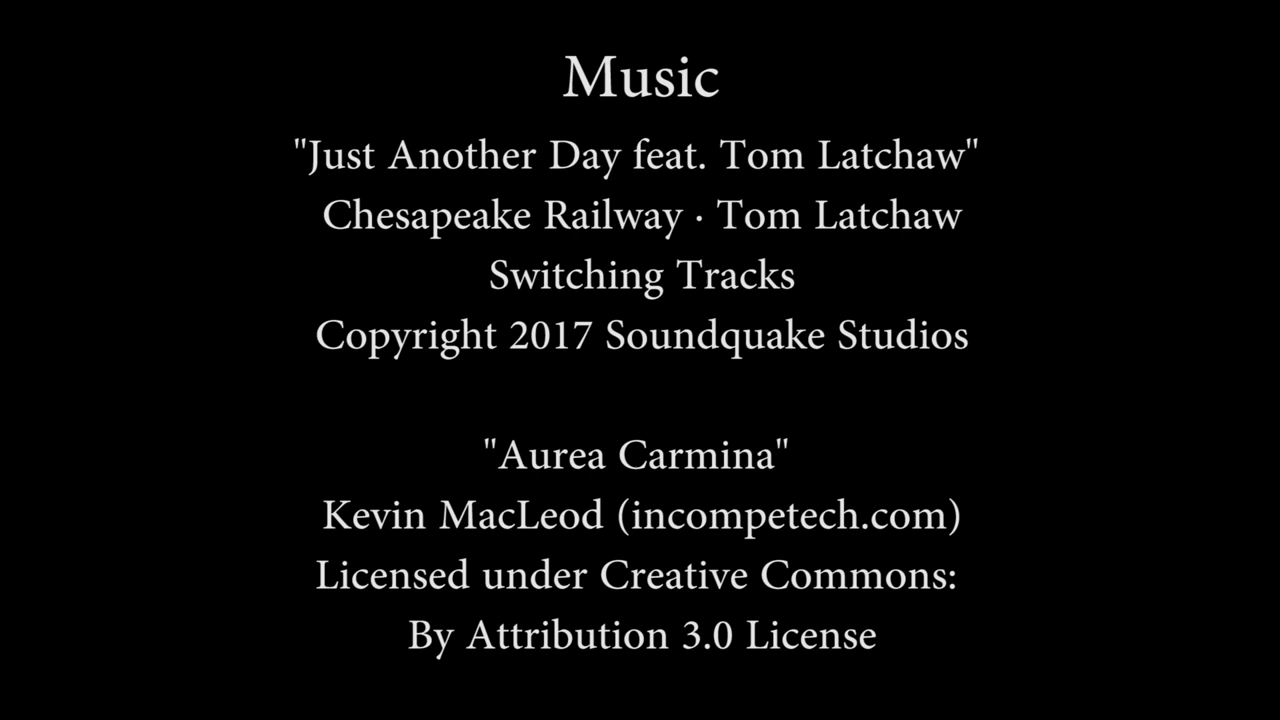 Music
"Just Another Day feat. Tom Latchaw"
Chesapeake Railway · Tom Latchaw
Switching Tracks
Copyright 2017 Soundquake Studios
"Aurea Carmina"
Kevin MacLeod (incompetech.com)
Licensed under Creative Commons:
By Attribution 3.0 License